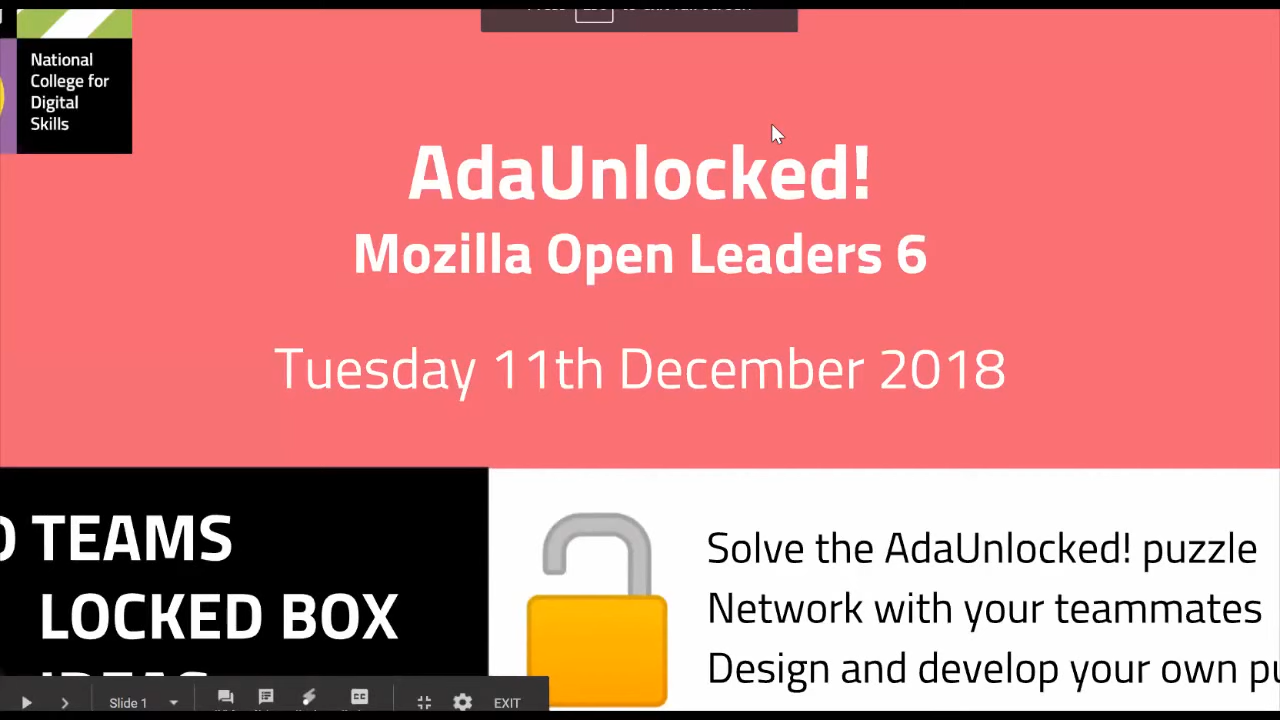 National
College for
Digital
Skills
AdaUnlocked!
Mozilla Open Leaders 6
Tuesday 11th December 2018
TEAMS
LOCKED BOX
IDEAS
Solve the AdaUnlocked! puzzle
Network with your teammates
Design and develop your own
Slide 1
EXIT